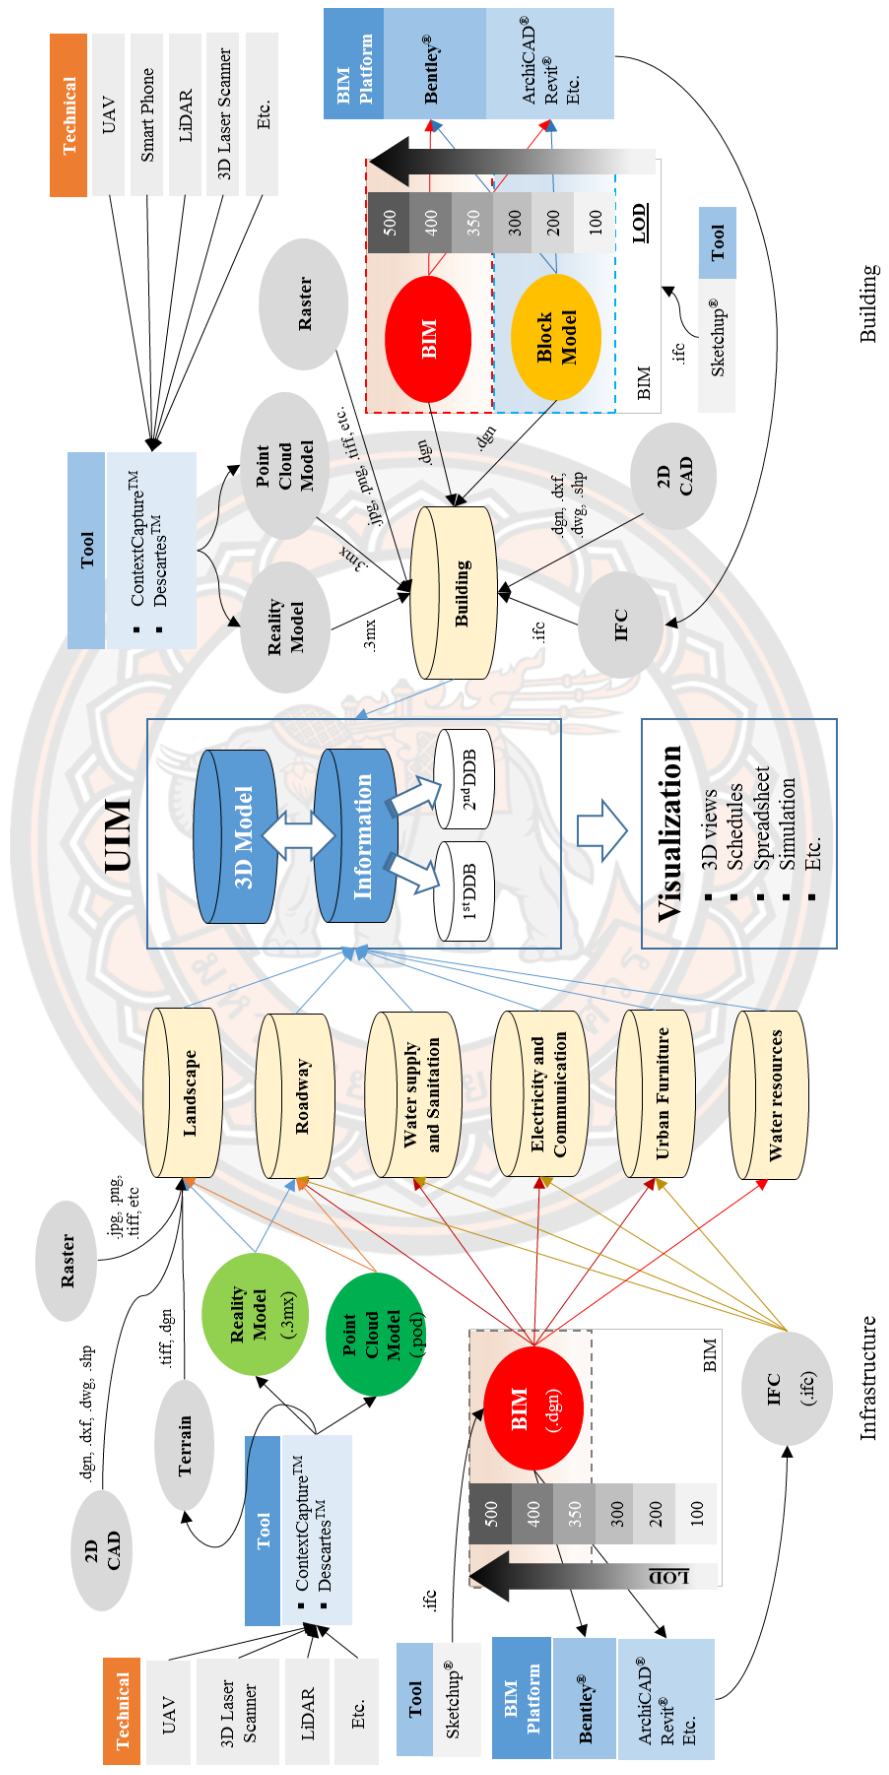 Technical
UAV
3D Laser
Scanner
LiDAR
Etc.
2D
CAD
.dgn, .dxf, .dwg, .shp
Raster
.jpg, .png,
.tiff, etc
Terrain
.tiff, .dgn
Tool
▪ ContextCapture™
▪ Descartes™
Reality
Model
(.3mx)
Point
Cloud
Model
(.pod)
Tool
Sketchup®
.ifc
BIM
Platform
Bentley®
ArchiCAD®
Revit®
Etc.
LOD
500
400
350
300
200
100
BIM
(.dgn)
BIM
IFC
(.ifc)
Infrastructure
Landscape
Roadway
Water supply
and Sanitation
Electricity and
Communication
Urban Furniture
Water resources
UIM
3D Model
Information
1st DDB
2nd DDB
Visualization
▪ 3D views
▪ Schedules
▪ Spreadsheet
▪ Simulation
▪ Etc.
Tool
▪ ContextCapture™
▪ Descartes™
Technical
UAV
Smart Phone
LiDAR
3D Laser Scanner
Etc.
Reality
Model
Point
Cloud
Model
Raster
.3mx
.3mx
.jpg, .png, .tiff, etc.
Building
.dgn
.dgn
.dgn, .dxf,
.dwg, .shp
.ifc
IFC
2D
CAD
BIM
Block
Model
BIM
500
400
350
300
200
100
LOD
.ifc
Sketchup®
Tool
BIM
Platform
Bentley®
ArchiCAD®
Revit®
Etc.
Building